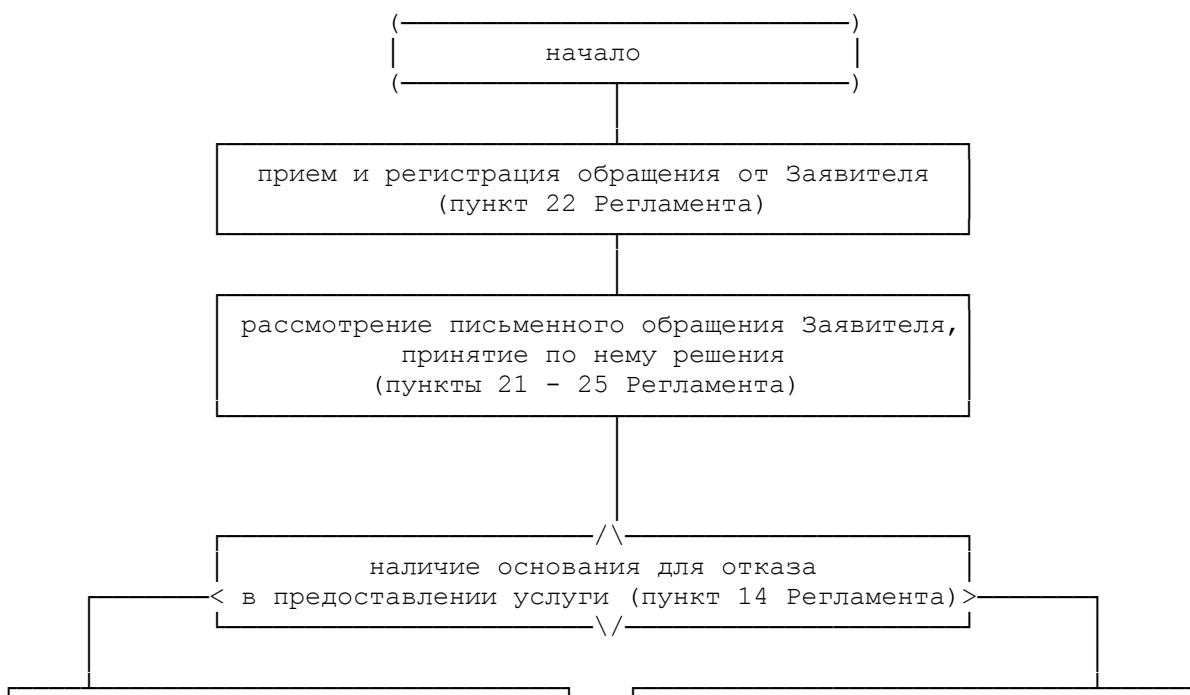 начало
прием и регистрация обращения от Заявителя
(пункт 22 Регламента)
рассмотрение письменного обращения Заявителя,
принятие по нему решения
(пункты 21 - 25 Регламента)
наличие основания для отказа
в предоставлении услуги (пункт 14 Регламента)